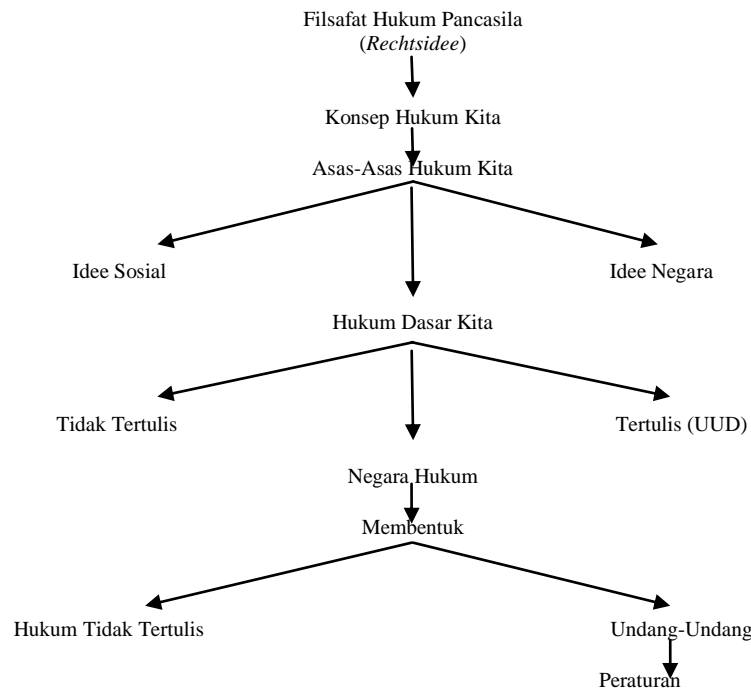 Filsafat Hukum Pancasila
(Rechtsidee)
Konsep Hukum Kita
Asas-Asas Hukum Kita
Idee Sosial
Idee Negara
Hukum Dasar Kita
Tidak Tertulis
Tertulis (UUD)
Negara Hukum
Membentuk
Hukum Tidak Tertulis
Undang-Undang
Peraturan